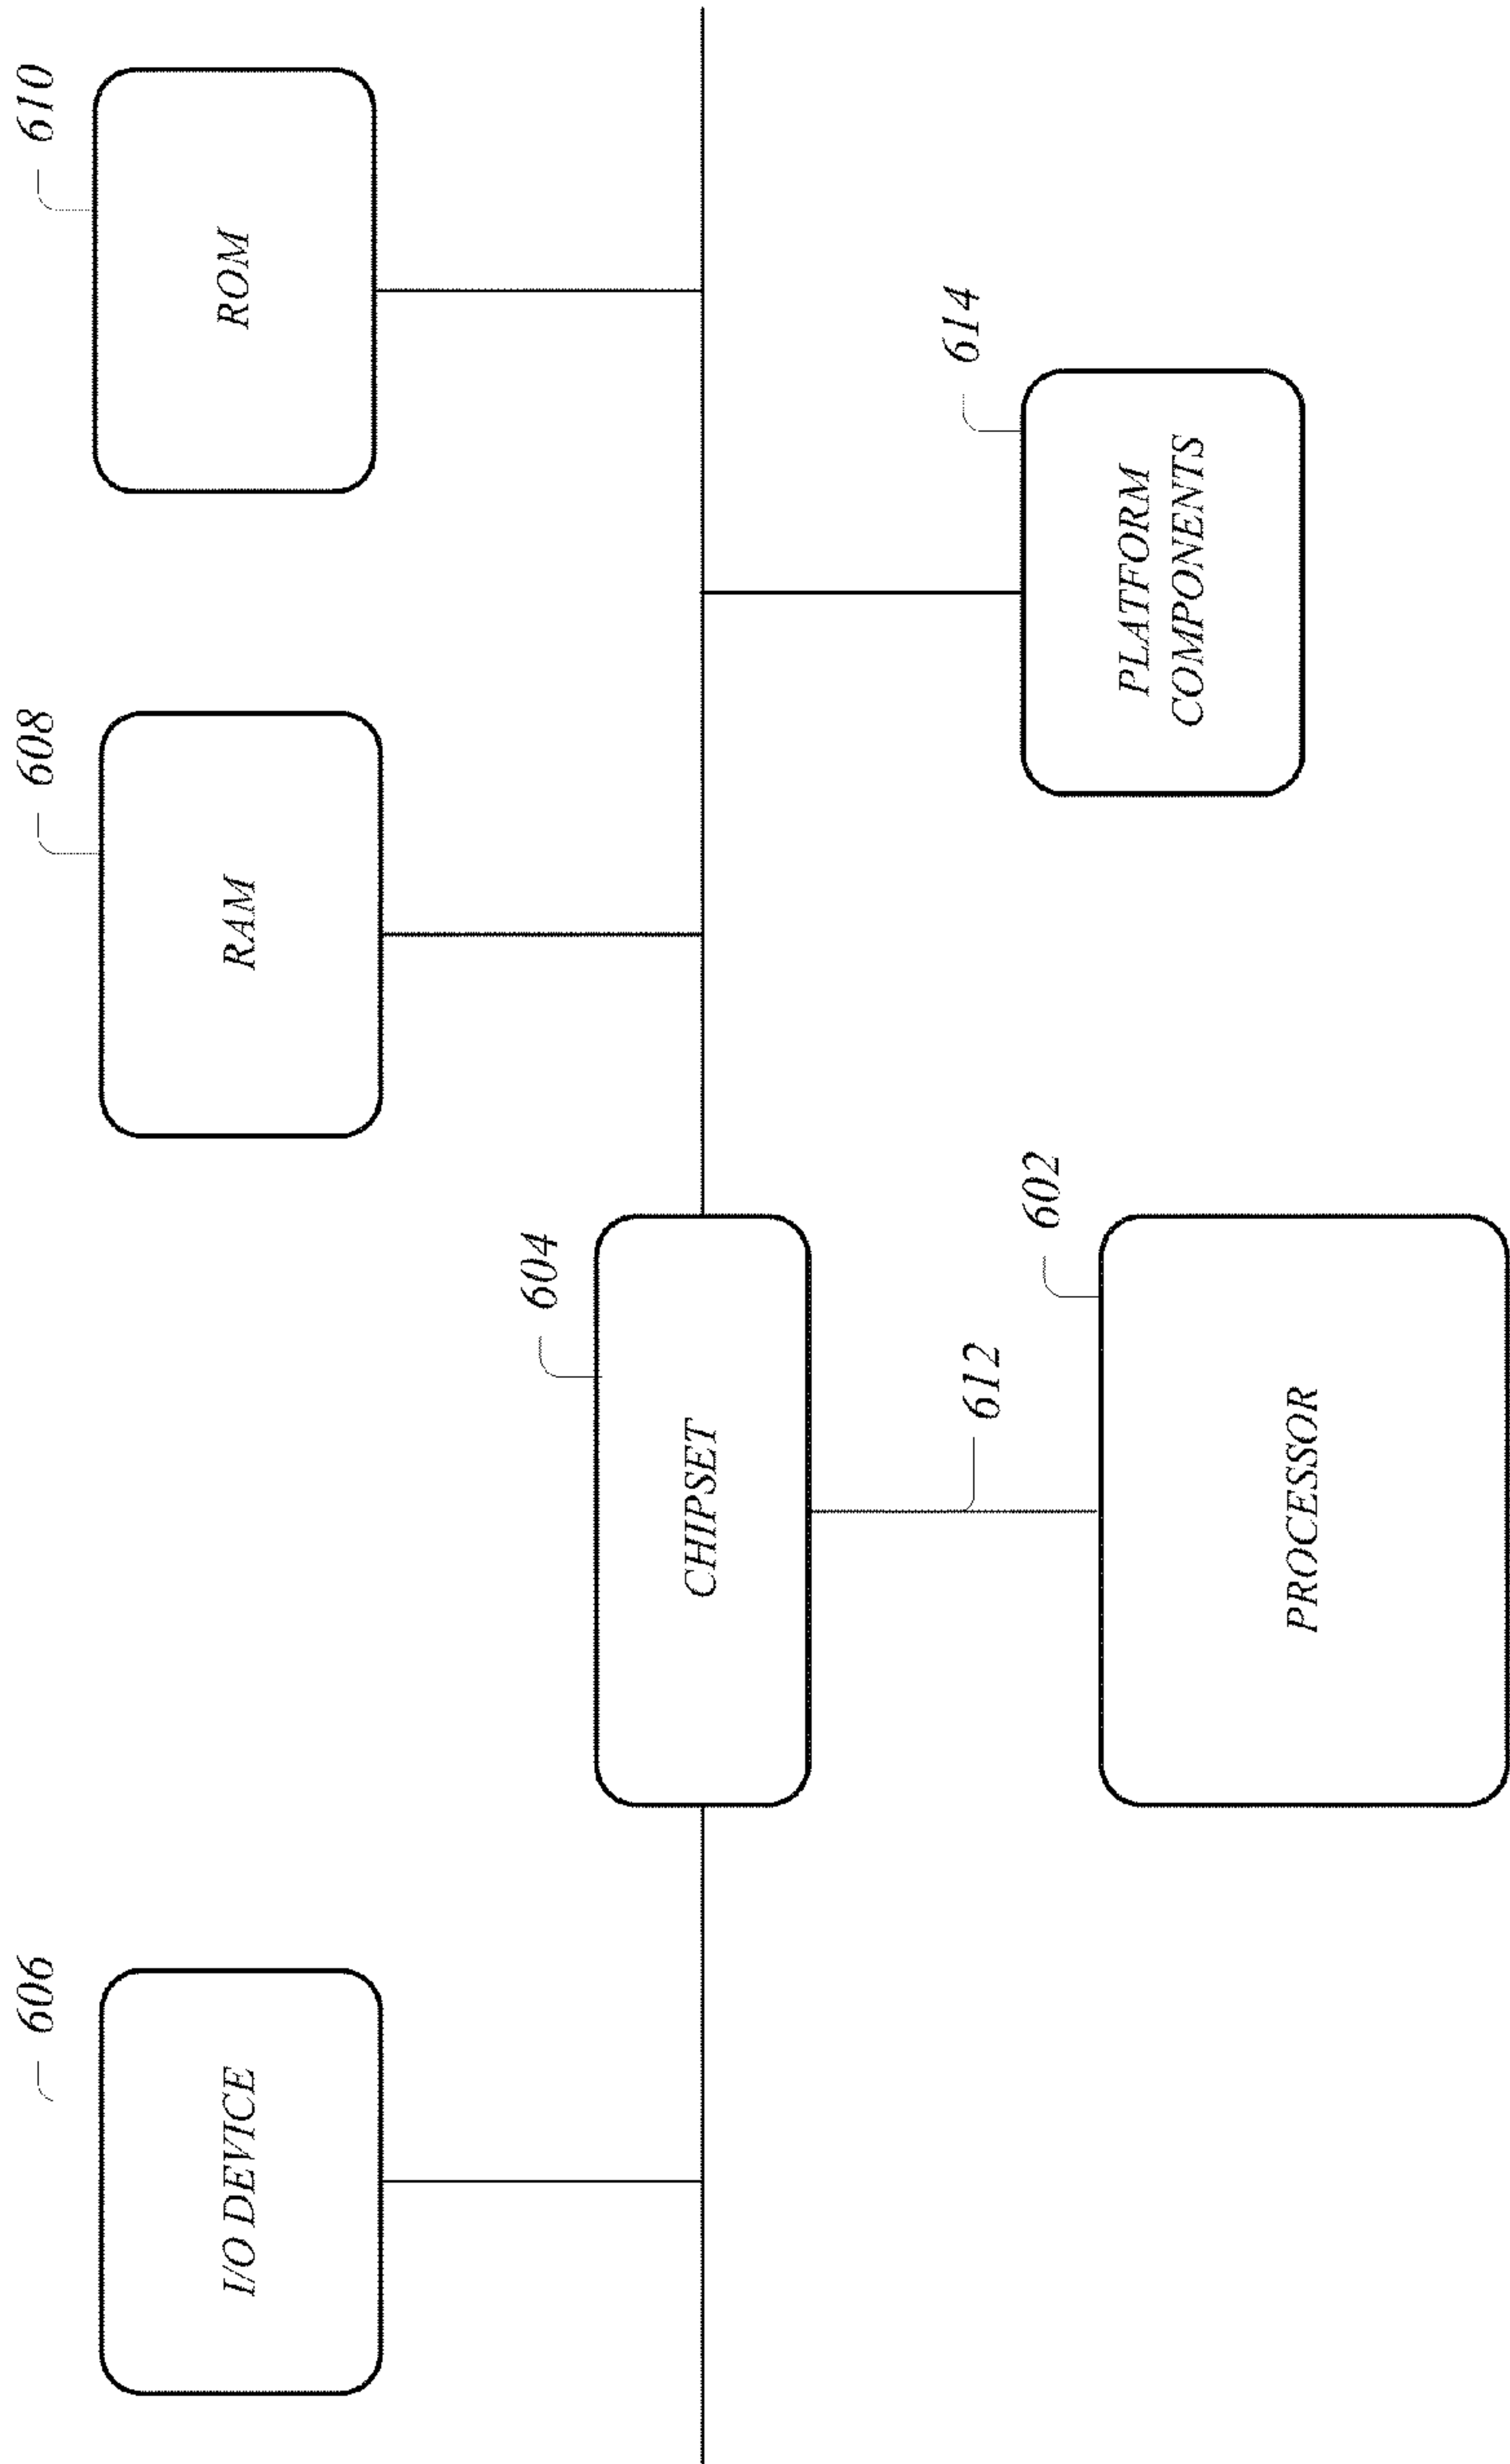 606
608
610
I/O DEVICE
RAM
ROM
604
CHIPSET
612
614
602
PLATFORM
COMPONENTS
PROCESSOR